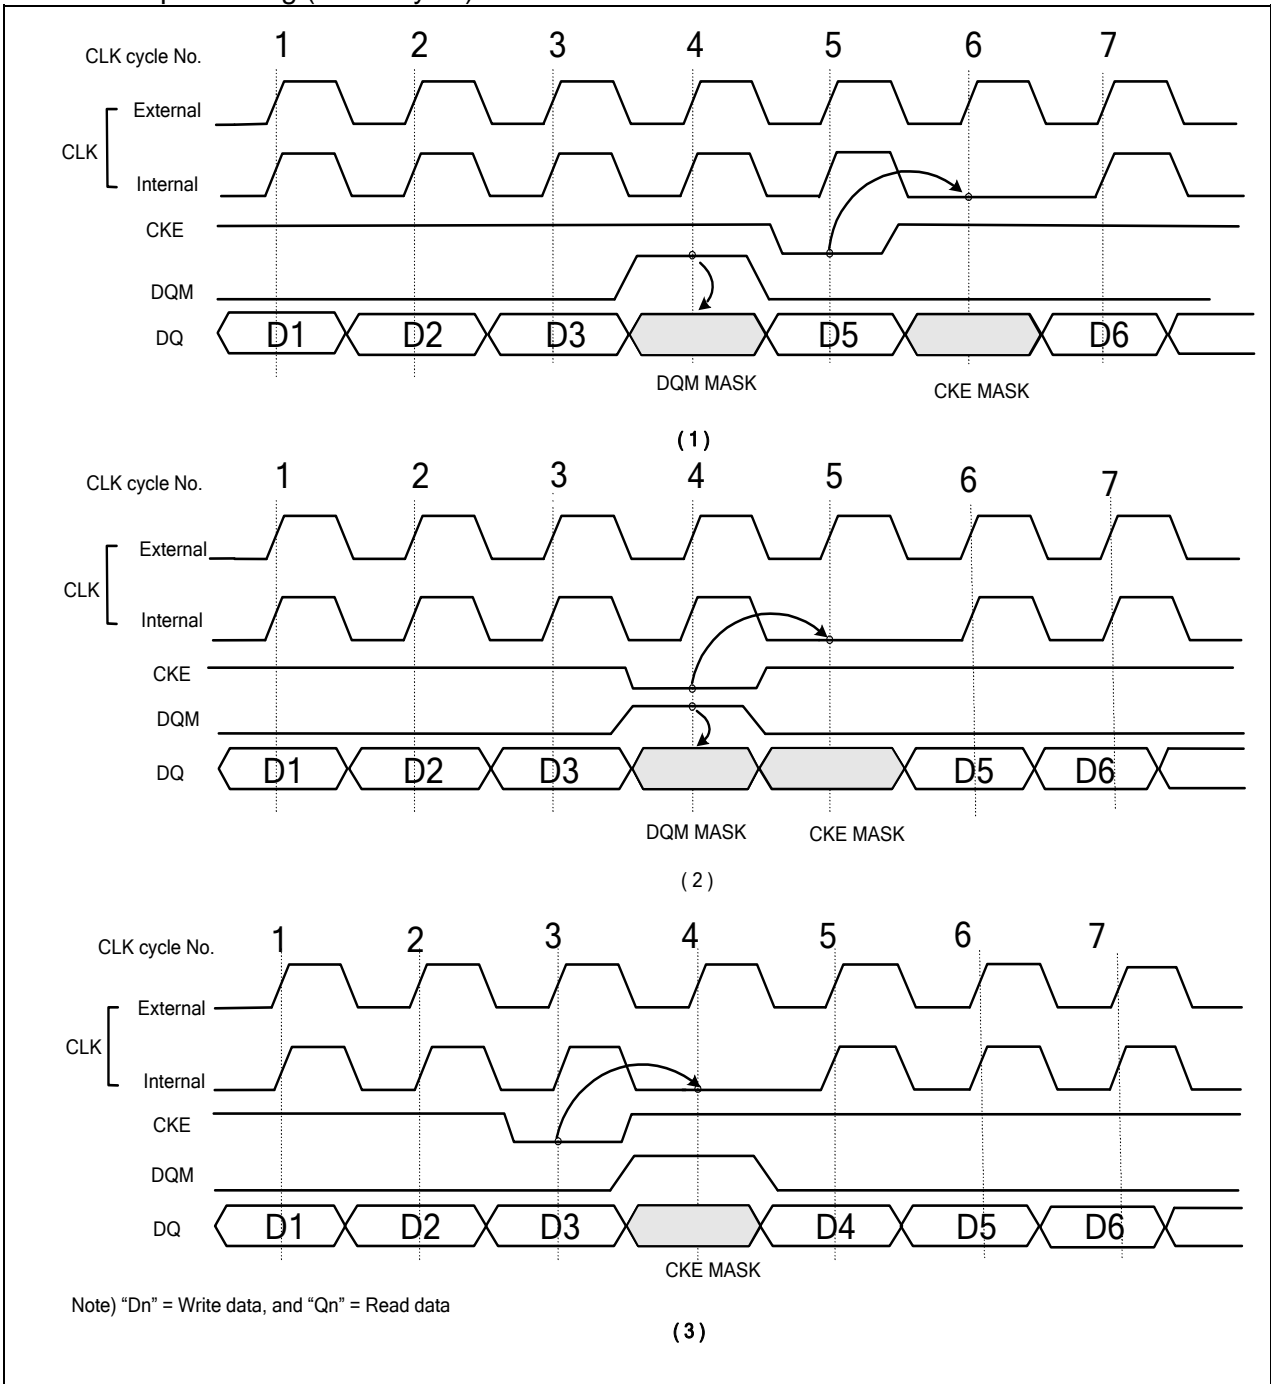 CLK cycle No. 1 2 3 4 5 6 7
External
CLK
Internal
CKE
DQM
DQ D1 D2 D3 D5 D6
DQM MASK CKE MASK
(1)
CLK cycle No. 1 2 3 4 5 6 7
External
CLK
Internal
CKE
DQM
DQ D1 D2 D3 D5 D6
DQM MASK CKE MASK
(2)
CLK cycle No. 1 2 3 4 5 6 7
External
CLK
Internal
CKE
DQM
DQ D1 D2 D3 D4 D5 D6
CKE MASK
Note) “Dn” = Write data, and “Qn” = Read data
(3)